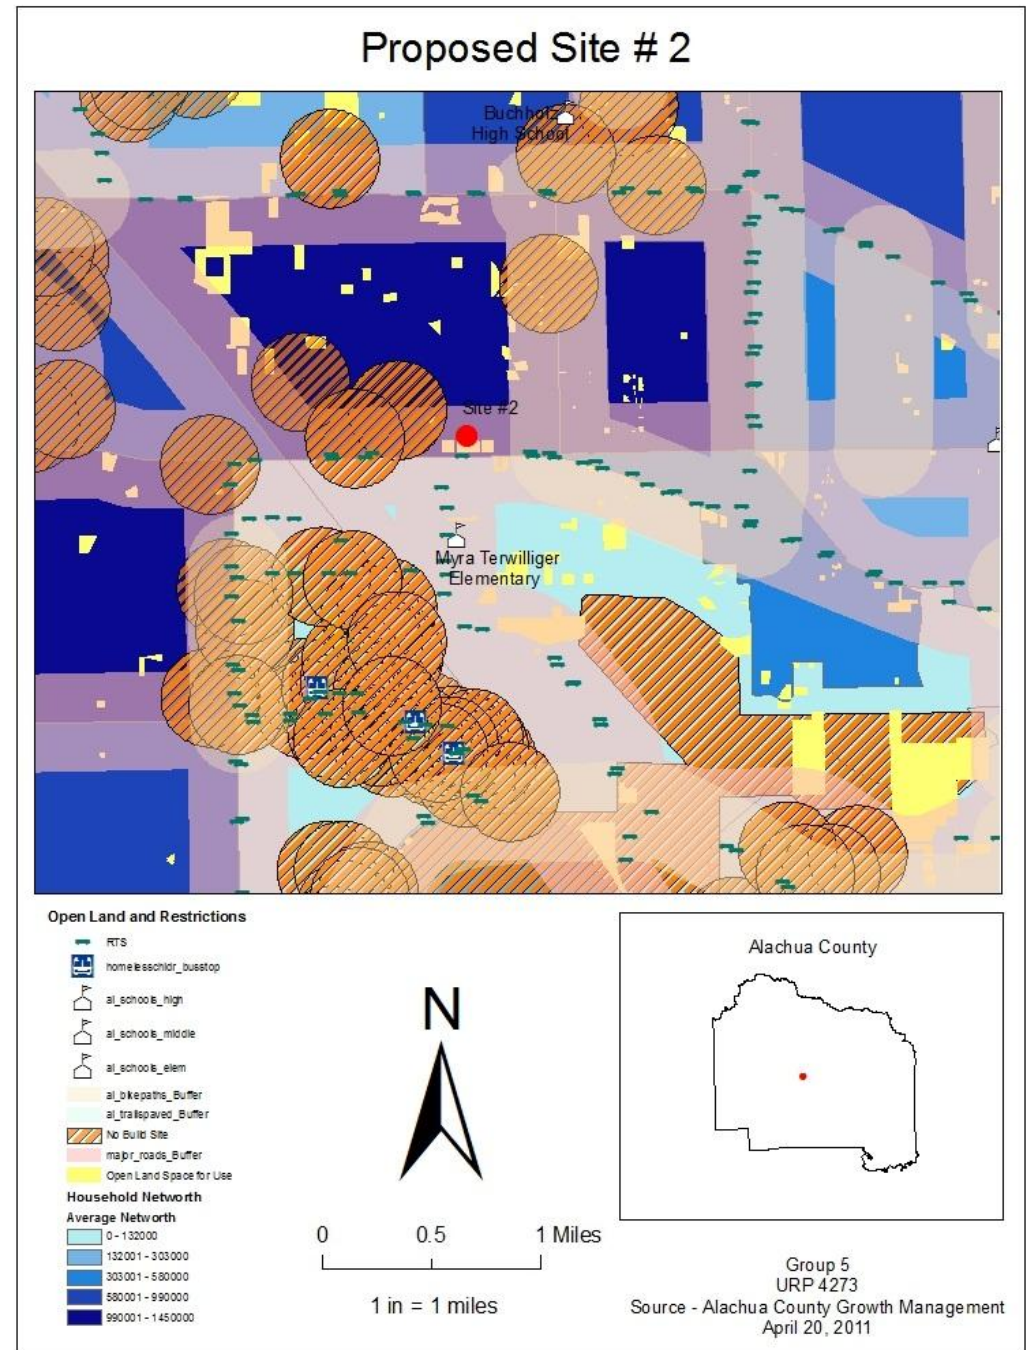 Proposed Site # 2
Buchholz
High School
Site #2
Myra Terwilliger
Elementary
Open Land and Restrictions
RTS
homelesschldr_busstop
al_schools_high
al_schools_middle
al_schools_elem
al_bikepaths_Buffer
al_trailspaved_Buffer
No Build Site
major_roads_Buffer
Open Land Space for Use
Household Networth
Average Networth
0 - 132000
132001 - 303000
303001 - 580000
580001 - 990000
990001 - 1450000
N
0 0.5 1 Miles
1 in = 1 miles
Alachua County
Group 5
URP 4273
Source - Alachua County Growth Management
April 20, 2011